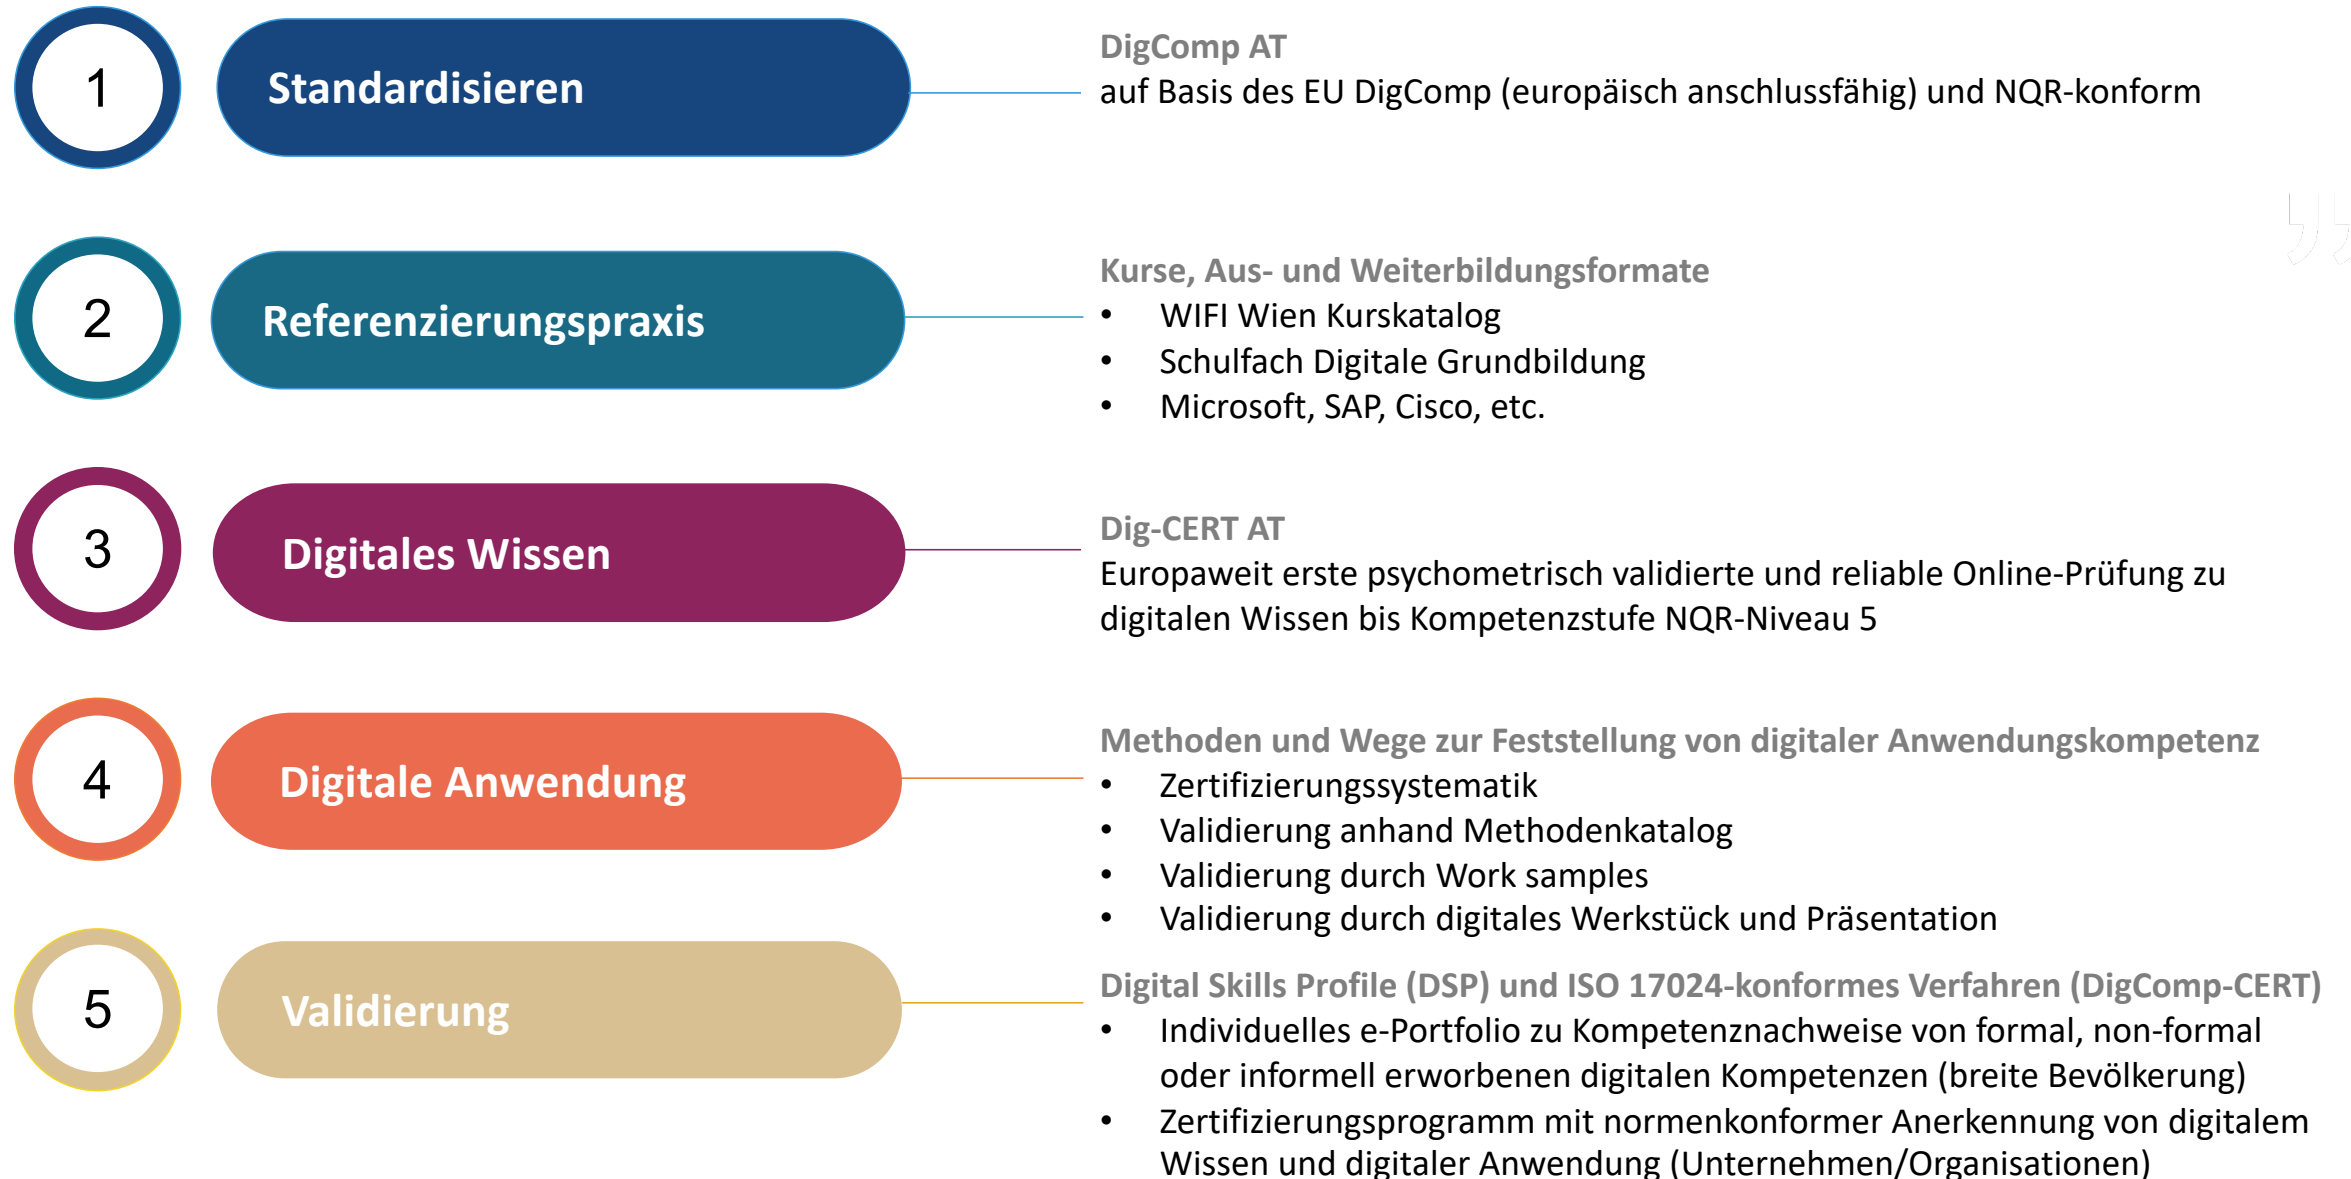 1
Standardisieren
DigComp AT
auf Basis des EU DigComp (europäisch anschlussfähig) und NQR-konform
2
Referenzierungspraxis
Kurse, Aus- und Weiterbildungsformate
• WIFI Wien Kurskatalog
• Schulfach Digitale Grundbildung
• Microsoft, SAP, Cisco, etc.
3
Digitales Wissen
Dig-CERT AT
Europaweit erste psychometrisch validierte und reliable Online-Prüfung zu
digitalen Wissen bis Kompetenzstufe NQR-Niveau 5
4
Digitale Anwendung
Methoden und Wege zur Feststellung von digitaler Anwendungskompetenz
• Zertifizierungssystematik
• Validierung anhand Methodenkatalog
• Validierung durch Work samples
• Validierung durch digitales Werkstück und Präsentation
5
Validierung
Digital Skills Profile (DSP) und ISO 17024-konformes Verfahren (DigComp-CERT)
• Individuelles e-Portfolio zu Kompetenznachweise von formal, non-formal
oder informell erworbenen digitalen Kompetenzen (breite Bevölkerung)
• Zertifizierungsprogramm mit normenkonformer Anerkennung von digitalem
Wissen und digitaler Anwendung (Unternehmen/Organisationen)